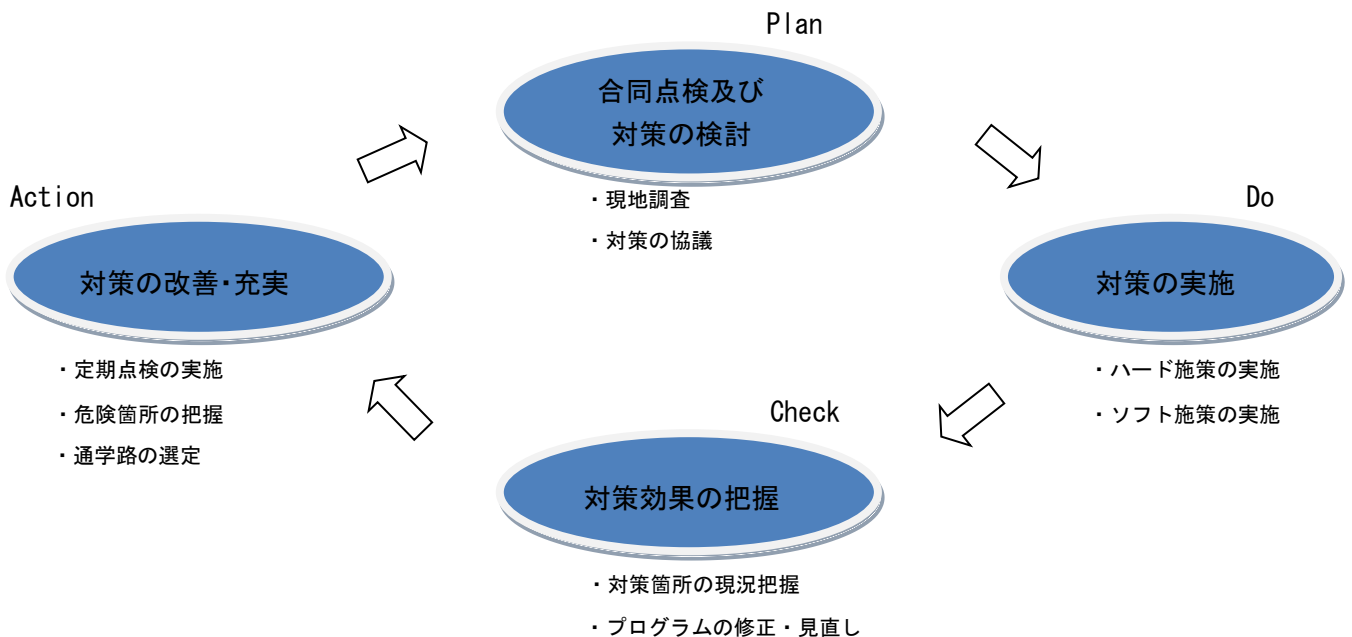 Plan
合同点検及び
対策の検討
・現地調査
・対策の協議
Do
対策の実施
・ハード施策の実施
・ソフト施策の実施
Check
対策効果の把握
・対策箇所の現況把握
・プログラムの修正・見直し
Action
対策の改善・充実
・定期点検の実施
・危険箇所の把握
・通学路の選定